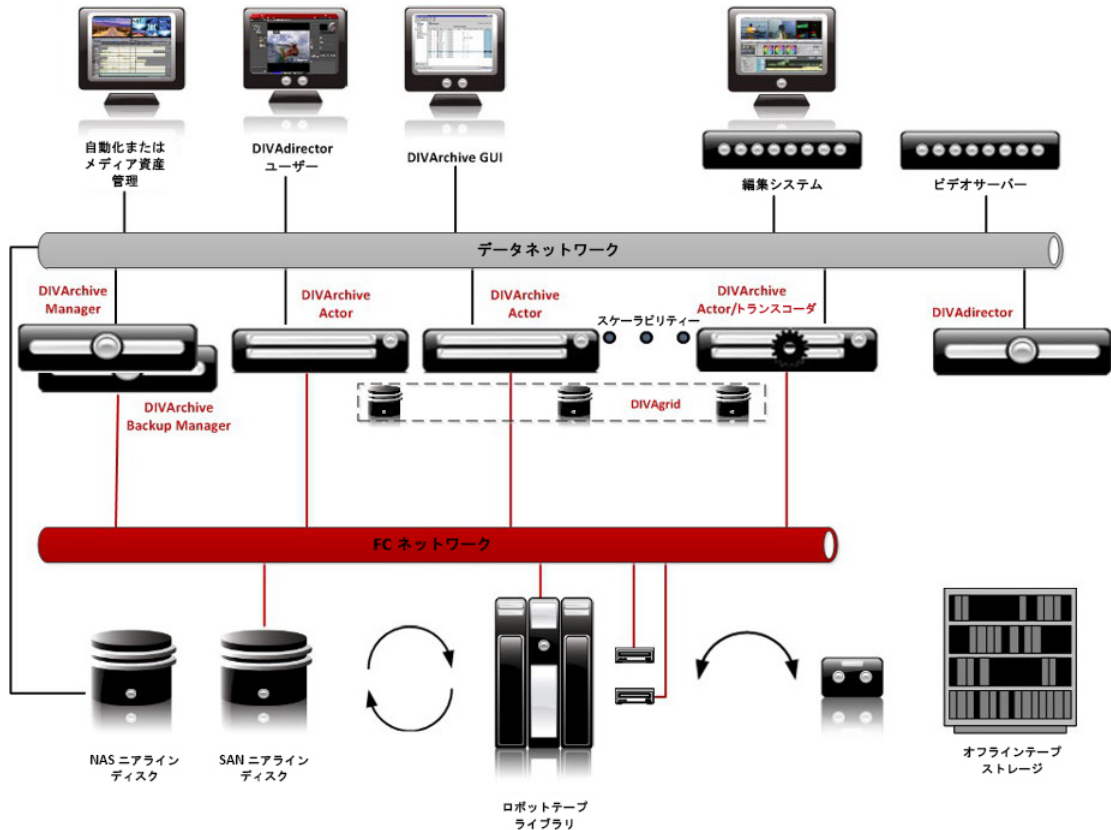 自動化または
メディア資産
管理
DIVAdirector
ユーザー
DIVArchive GUI
編集システム
ビデオサーバー
データネットワーク
DIVArchive
Manager
DIVArchive
Actor
DIVArchive
Actor
スケーラビリティー
DIVArchive
Actor/トランスコーダ
DIVAdirector
DIVArchive
Backup Manager
DIVAgrid
FC ネットワーク
NAS ニアライン
ディスク
SAN ニアライン
ディスク
ロボットテープ
ライブラリ
オフラインテープ
ストレージ